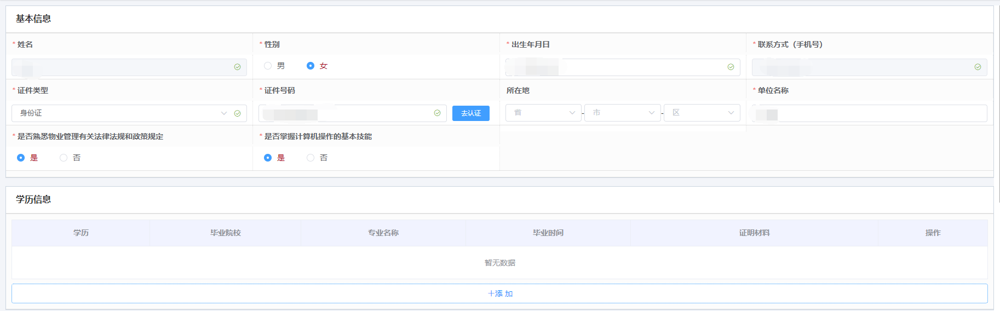 基本信息
* 姓名 * 性别 * 出生年月日 * 联系方式（手机号）
男 女
* 证件类型 * 证件号码 所在地 * 单位名称
身份证 去认证 省 - 市 - 区
* 是否熟悉物业管理有关法律法规和政策规定 * 是否掌握计算机操作的基本技能
是 否 是 否
学历信息
学历 毕业院校 专业名称 毕业时间 证明材料 操作
暂无数据
＋添 加